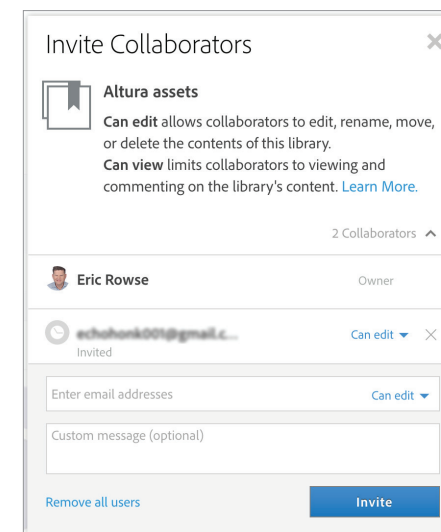 Invite Collaborators
Altura assets
Can edit allows collaborators to edit, rename, move,
or delete the contents of this library.
Can view limits collaborators to viewing and
commenting on the library's content. Learn More.
2 Collaborators
Eric Rowse Owner
Can edit
Invited
Enter email addresses Can edit
Custom message (optional)
Remove all users Invite